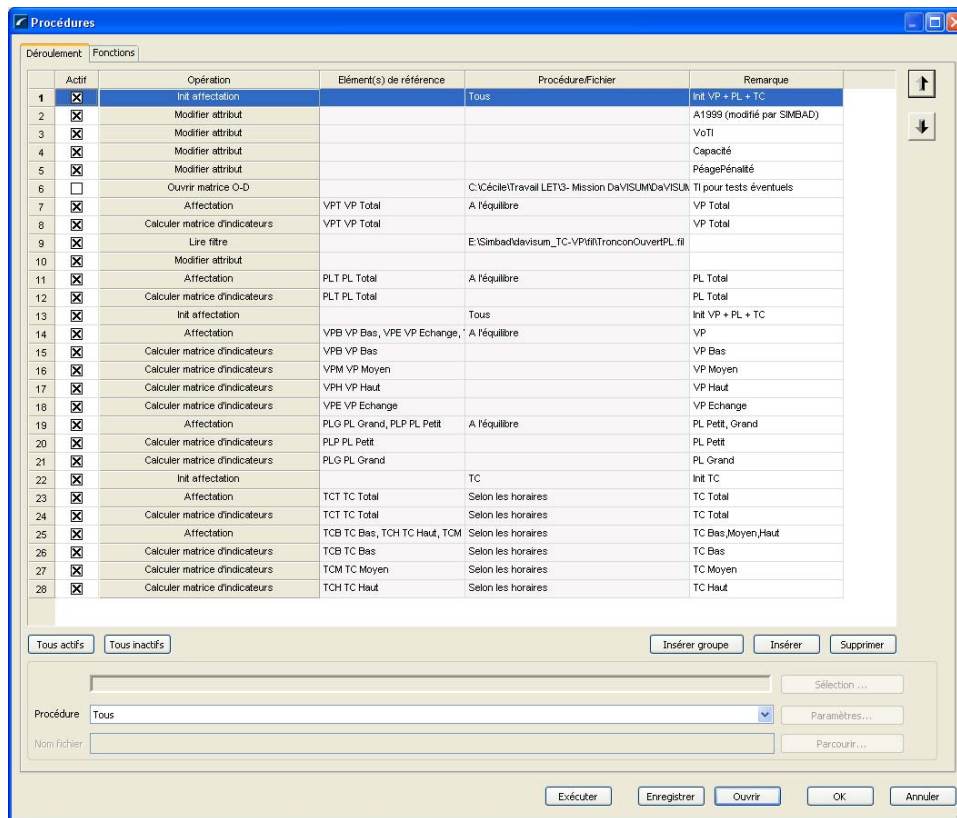 Procédures
Déroulement Fonctions
Actif Opération Elément(s) de référence Procédure/Fichier Remarque
1 Init affectation Tous Init VP + PL + TC
2 Modifier attribut A1999 (modifié par SIMBAD)
3 Modifier attribut VoTI
4 Modifier attribut Capacité
5 Modifier attribut PéagePénalité
6 Ouvrir matrice O-D C:\Cécile\Travail LET\3- Mission DaVISUM\DaVISUM TI pour tests éventuels
7 Affectation VPT VP Total A l'équilibre VP Total
8 Calculer matrice d'indicateurs VPT VP Total VP Total
9 Lire filtre E:\Simbad\davisum_TC-VP\fil\TronconOuvertPL.fil
10 Modifier attribut
11 Affectation PLT PL Total A l'équilibre PL Total
12 Calculer matrice d'indicateurs PLT PL Total PL Total
13 Init affectation Tous Init VP + PL + TC
14 Affectation VPB VP Bas, VPE VP Echange, A l'équilibre VP
15 Calculer matrice d'indicateurs VPB VP Bas VP Bas
16 Calculer matrice d'indicateurs VPM VP Moyen VP Moyen
17 Calculer matrice d'indicateurs VPH VP Haut VP Haut
18 Calculer matrice d'indicateurs VPE VP Echange VP Echange
19 Affectation PLG PL Grand, PLP PL Petit A l'équilibre PL Petit, Grand
20 Calculer matrice d'indicateurs PLP PL Petit PL Petit
21 Calculer matrice d'indicateurs PLG PL Grand PL Grand
22 Init affectation TC Init TC
23 Affectation TCT TC Total Selon les horaires TC Total
24 Calculer matrice d'indicateurs TCT TC Total Selon les horaires TC Total
25 Affectation TCB TC Bas, TCH TC Haut, TCM Selon les horaires TC Bas,Moyen,Haut
26 Calculer matrice d'indicateurs TCB TC Bas Selon les horaires TC Bas
27 Calculer matrice d'indicateurs TCM TC Moyen Selon les horaires TC Moyen
28 Calculer matrice d'indicateurs TCH TC Haut Selon les horaires TC Haut
Tous actifs Tous inactifs Insérer groupe Insérer Supprimer
Sélection ...
Procédure Tous Paramètres...
Nom fichier Parcourir...
Exécuter Enregistrer Ouvrir OK Annuler